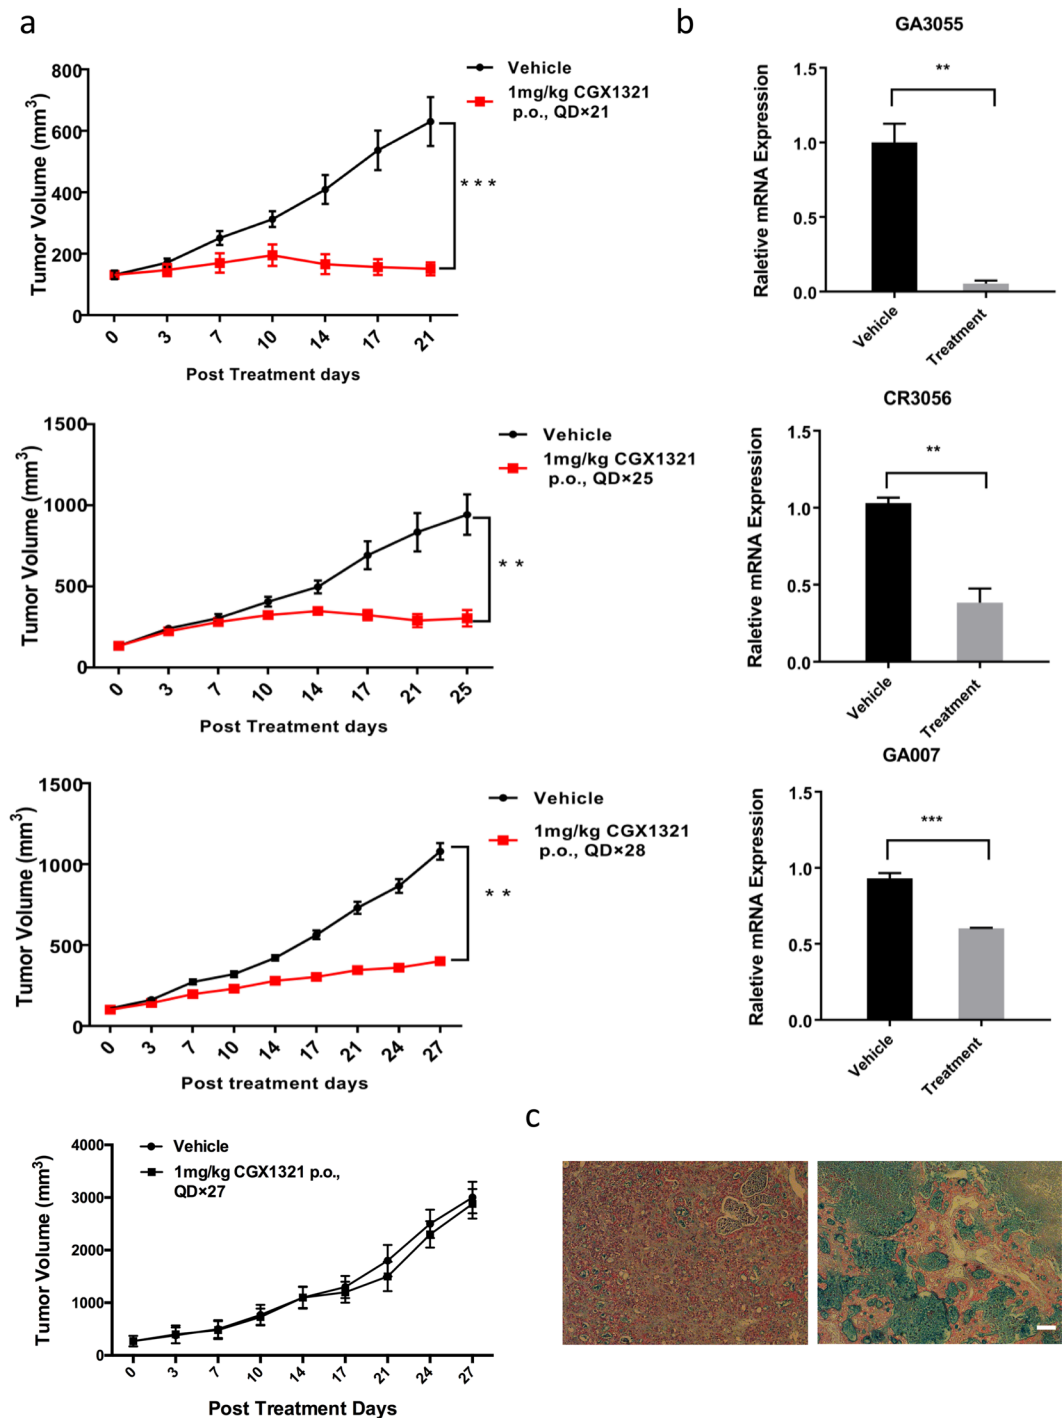 a
800
600
400
200
0
Tumor Volume (mm³)
0 3 7 10 14 17 21
Post Treatment days
Vehicle
1mg/kg CGX1321
p.o., QD×21
***
1500
1000
500
0
Tumor Volume (mm³)
0 3 7 10 14 17 21 25
Post Treatment days
Vehicle
1mg/kg CGX1321
p.o., QD×25
**
1500
1000
500
0
Tumor Volume (mm³)
0 3 7 10 14 17 21 24 27
Post treatment days
Vehicle
1mg/kg CGX1321
p.o., QD×28
**
4000
3000
2000
1000
0
Tumor Volume (mm³)
0 3 7 10 14 17 21 24 27
Post Treatment Days
Vehicle
1mg/kg CGX1321 p.o.,
QD×27
b
GA3055
1.5
1.0
0.5
0.0
Raletive mRNA Expression
**
Vehicle Treatment
CR3056
1.5
1.0
0.5
0.0
Raletive mRNA Expression
**
Vehicle Treatment
GA007
1.5
1.0
0.5
0.0
Raletive mRNA Expression
***
Vehicle Treatment
c